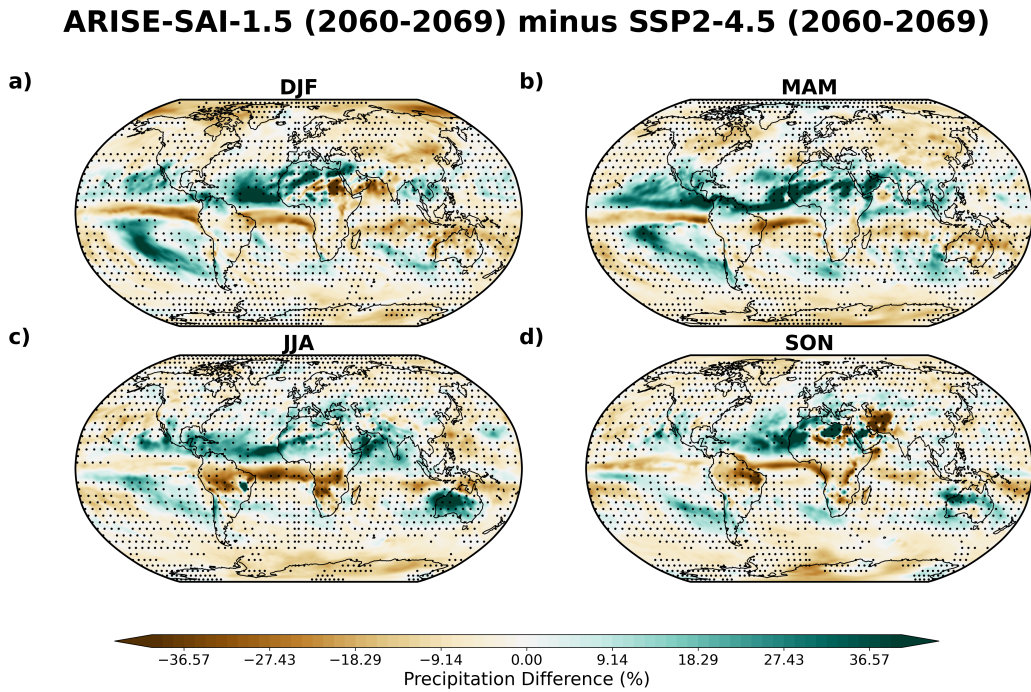 ARISE-SAI-1.5 (2060-2069) minus SSP2-4.5 (2060-2069)
a)
DJF
b)
MAM
c)
JJA
d)
SON
−36.57 −27.43 −18.29 −9.14 0.00 9.14 18.29 27.43 36.57
Precipitation Difference (%)